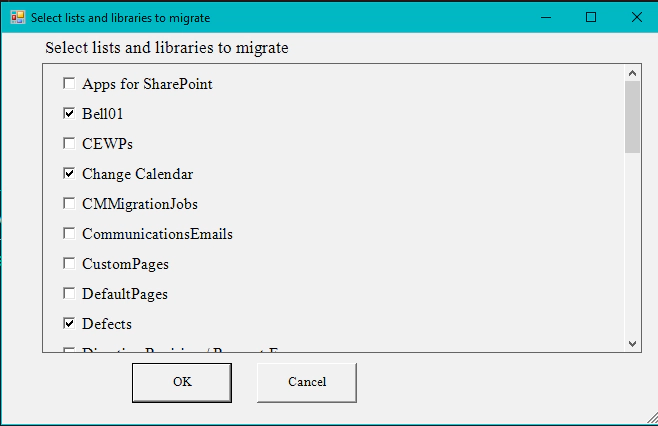 Select lists and libraries to migrate
Select lists and libraries to migrate
Apps for SharePoint
Bell01
CEWPs
Change Calendar
CMMigrationJobs
CommunicationsEmails
CustomPages
DefaultPages
Defects
OK
Cancel